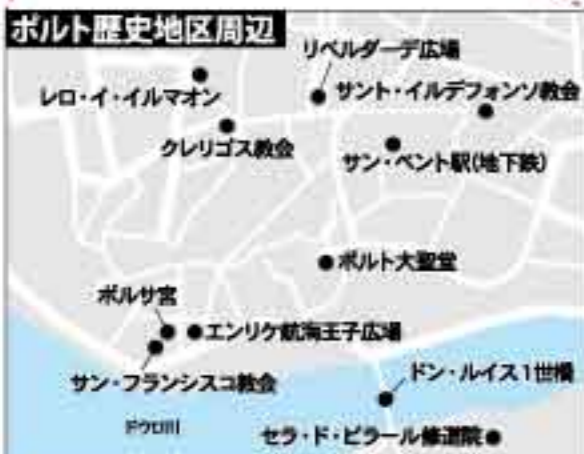 ポルト歴史地区周辺
リベルダーデ広場
レロ・イ・イルマオン
サント・イルデフォンソ教会
クレリゴス教会
サン・ベント駅(地下鉄)
ポルト大聖堂
ボルサ宮
エンリケ航海王子広場
サン・フランシスコ教会
ドン・ルイス1世橋
ドウロ川
セラ・ド・ピラール修道院